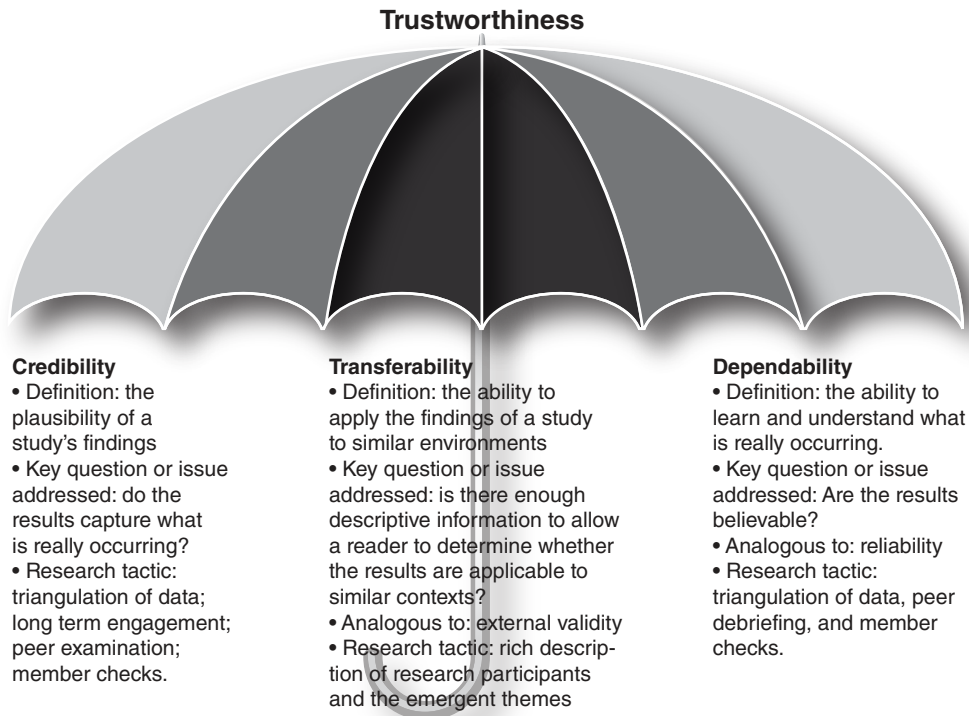 Trustworthiness
Credibility
• Definition: the
plausibility of a
study's findings
• Key question or issue
addressed: do the
results capture what
is really occurring?
• Research tactic:
triangulation of data;
long term engagement;
peer examination;
member checks.
Transferability
• Definition: the ability to
apply the findings of a study
to similar environments
• Key question or issue
addressed: is there enough
descriptive information to allow
a reader to determine whether
the results are applicable to
similar contexts?
• Analogous to: external validity
• Research tactic: rich descrip-
tion of research participants
and the emergent themes
Dependability
• Definition: the ability to
learn and understand what
is really occurring.
• Key question or issue
addressed: Are the results
believable?
• Analogous to: reliability
• Research tactic:
triangulation of data, peer
debriefing, and member
checks.